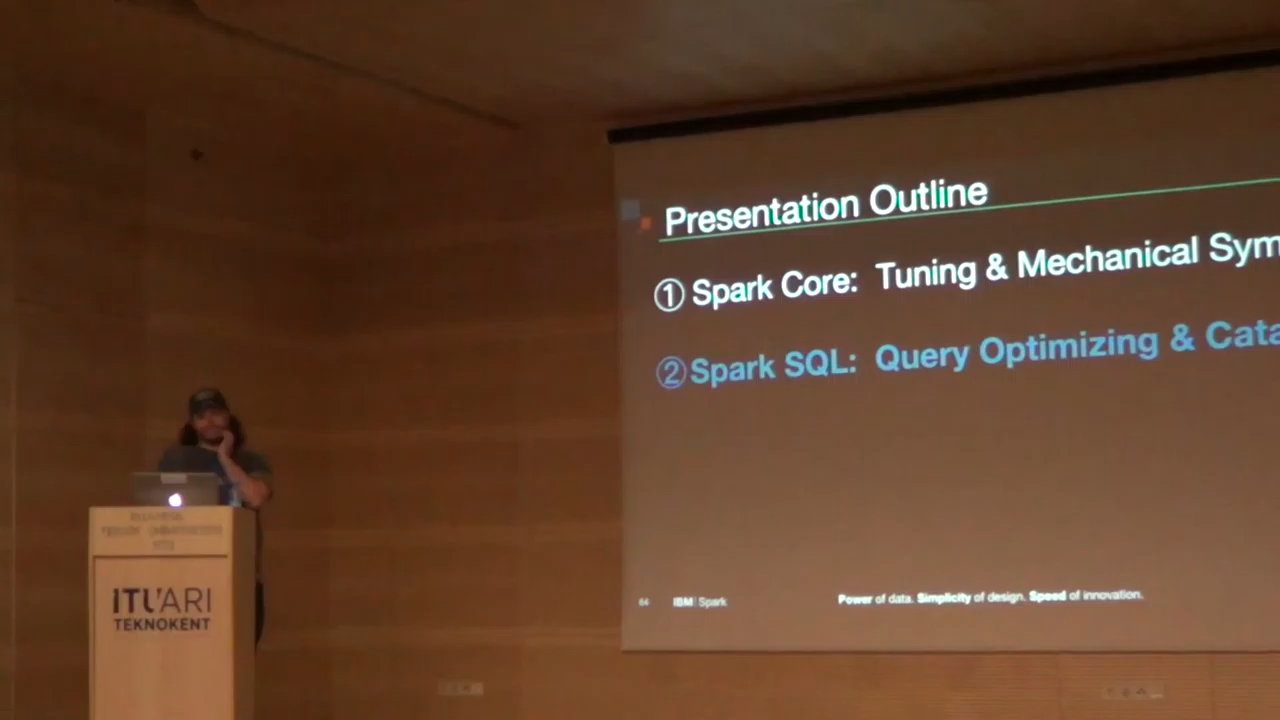 Presentation Outline
① Spark Core: Tuning & Mechanical Sym
② Spark SQL: Query Optimizing & Cata
64 IBM | Spark Power of data. Simplicity of design. Speed of innovation.
İTÜ ARI
TEKNOKENT